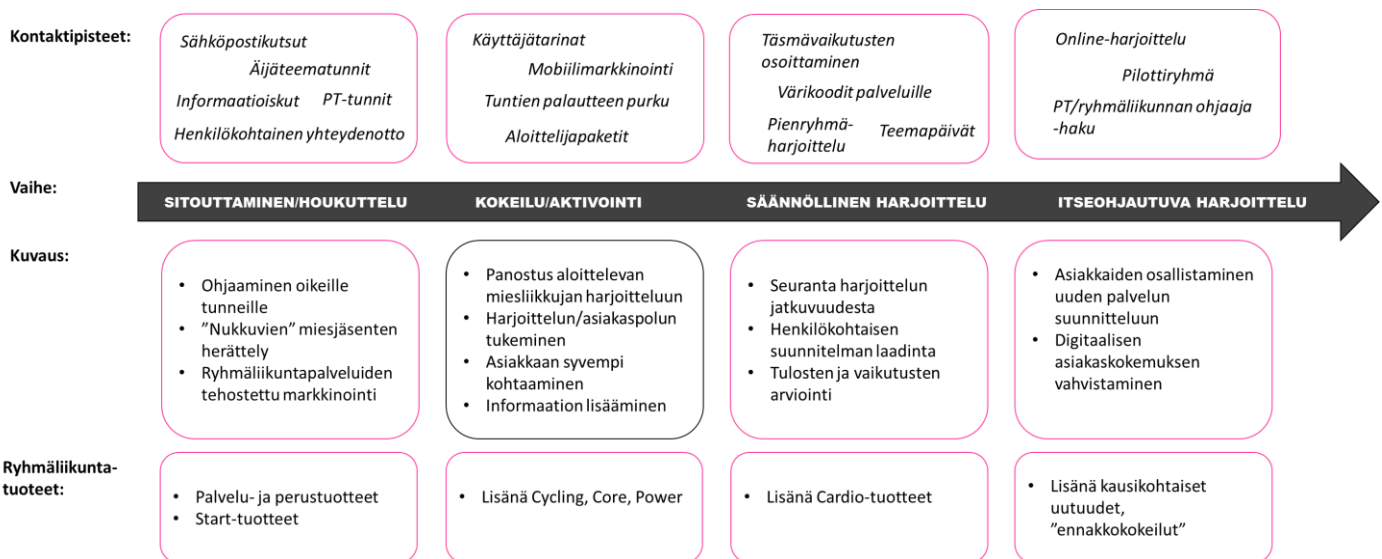 Kontaktipisteet:
Sähköpostikutsut
Äijäteematunnit
Informaatioiskut PT-tunnit
Henkilökohtainen yhteydenotto
Käyttäjätarinat
Mobiilimarkkinointi
Tuntien palautteen purku
Aloittelijapaketit
Täsmävaikutusten
osoittaminen
Värikoodit palveluille
Pienryhmä-
harjoittelu
Teemapäivät
Online-harjoittelu
Pilottiryhmä
PT/ryhmäliikunnan ohjaaja
-haku
Vaihe:
SITOUTTAMINEN/HOUKUTTELU
KOKEILU/AKTIVOINTI
SÄÄNNÖLLINEN HARJOITTELU
ITSEOHJAUTUVA HARJOITTELU
Kuvaus:
• Ohjaaminen oikeille
tunneille
• ”Nukkuvien” miesjäsenten
herättely
• Ryhmäliikuntapalveluiden
tehostettu markkinointi
• Panostus aloittelevan
miesliikkujan harjoitteluun
• Harjoittelun/asiakaspolun
tukeminen
• Asiakkaan syvempi
kohtaaminen
• Informaation lisääminen
• Seuranta harjoittelun
jatkuvuudesta
• Henkilökohtaisen
suunnitelman laadinta
• Tulosten ja vaikutusten
arviointi
• Asiakkaiden osallistaminen
uuden palvelun
suunnitteluun
• Digitaalisen
asiakaskokemuksen
vahvistaminen
Ryhmäliikunta-
tuoteet:
• Palvelu- ja perustuotteet
• Start-tuotteet
• Lisänä Cycling, Core, Power
• Lisänä Cardio-tuotteet
• Lisänä kausikohtaiset
uutuudet,
”ennakkokokeilut”